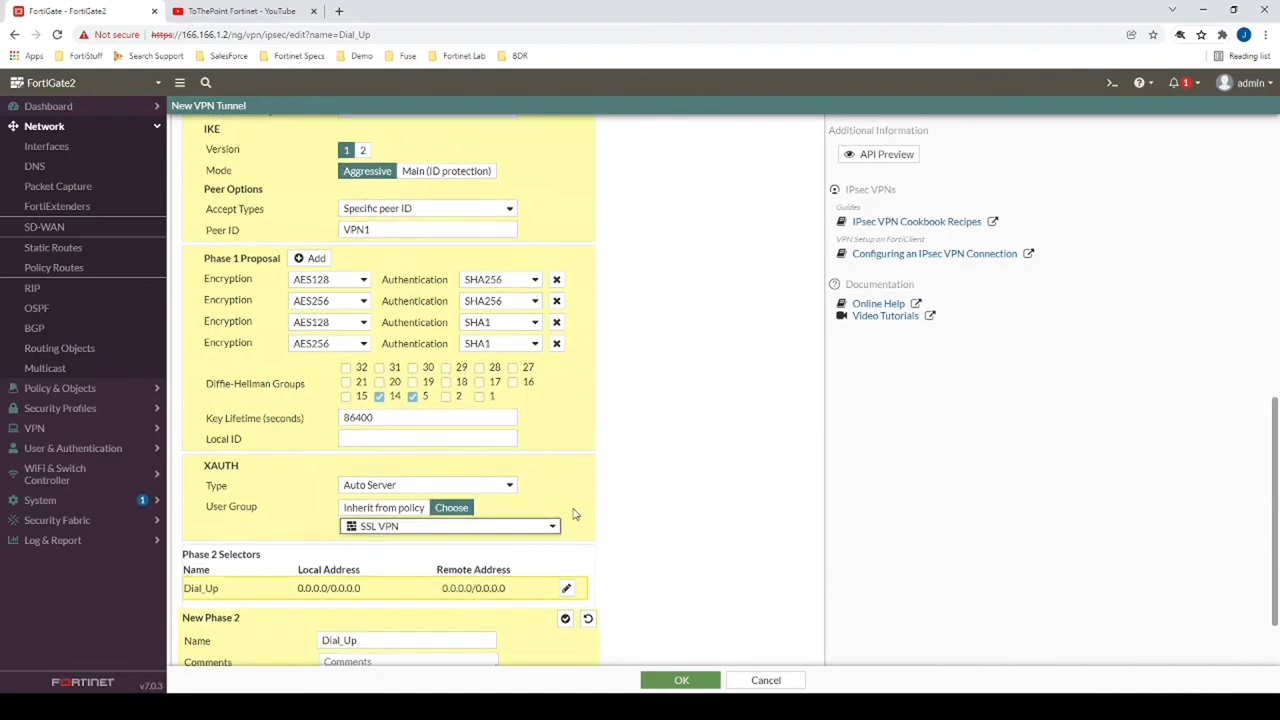 FortiGate - FortiGate2
ToThePoint Fortinet - YouTube
Not secure
https://166.166.1.2/ng/vpn/ipsec/edit?name=Dial_Up
J
Apps
FortiStuff
Search Support
SalesForce
Fortinet Specs
Demo
Fuse
Fortinet Lab
BDR
Reading list
FortiGate2
>_
1
admin
Dashboard
Network
Interfaces
DNS
Packet Capture
FortiExtenders
SD-WAN
Static Routes
Policy Routes
RIP
OSPF
BGP
Routing Objects
Multicast
Policy & Objects
Security Profiles
VPN
User & Authentication
WiFi & Switch
Controller
System 1
Security Fabric
Log & Report
FORTINET
v7.0.3
New VPN Tunnel
IKE
Version 1 2
Mode Aggressive Main (ID protection)
Peer Options
Accept Types Specific peer ID
Peer ID VPN1
Phase 1 Proposal Add
Encryption AES128 Authentication SHA256
Encryption AES256 Authentication SHA256
Encryption AES128 Authentication SHA1
Encryption AES256 Authentication SHA1
32 31 30 29 28 27
Diffie-Hellman Groups 21 20 19 18 17 16
15 14 5 2 1
Key Lifetime (seconds) 86400
Local ID
XAUTH
Type Auto Server
User Group Inherit from policy Choose
SSL VPN
Phase 2 Selectors
Name Local Address Remote Address
Dial_Up 0.0.0.0/0.0.0.0 0.0.0.0/0.0.0.0
New Phase 2
Name Dial_Up
Comments Comments
OK Cancel
Additional Information
API Preview
IPsec VPNs
Guides
IPsec VPN Cookbook Recipes
VPN Setup on FortiClient
Configuring an IPsec VPN Connection
Documentation
Online Help
Video Tutorials